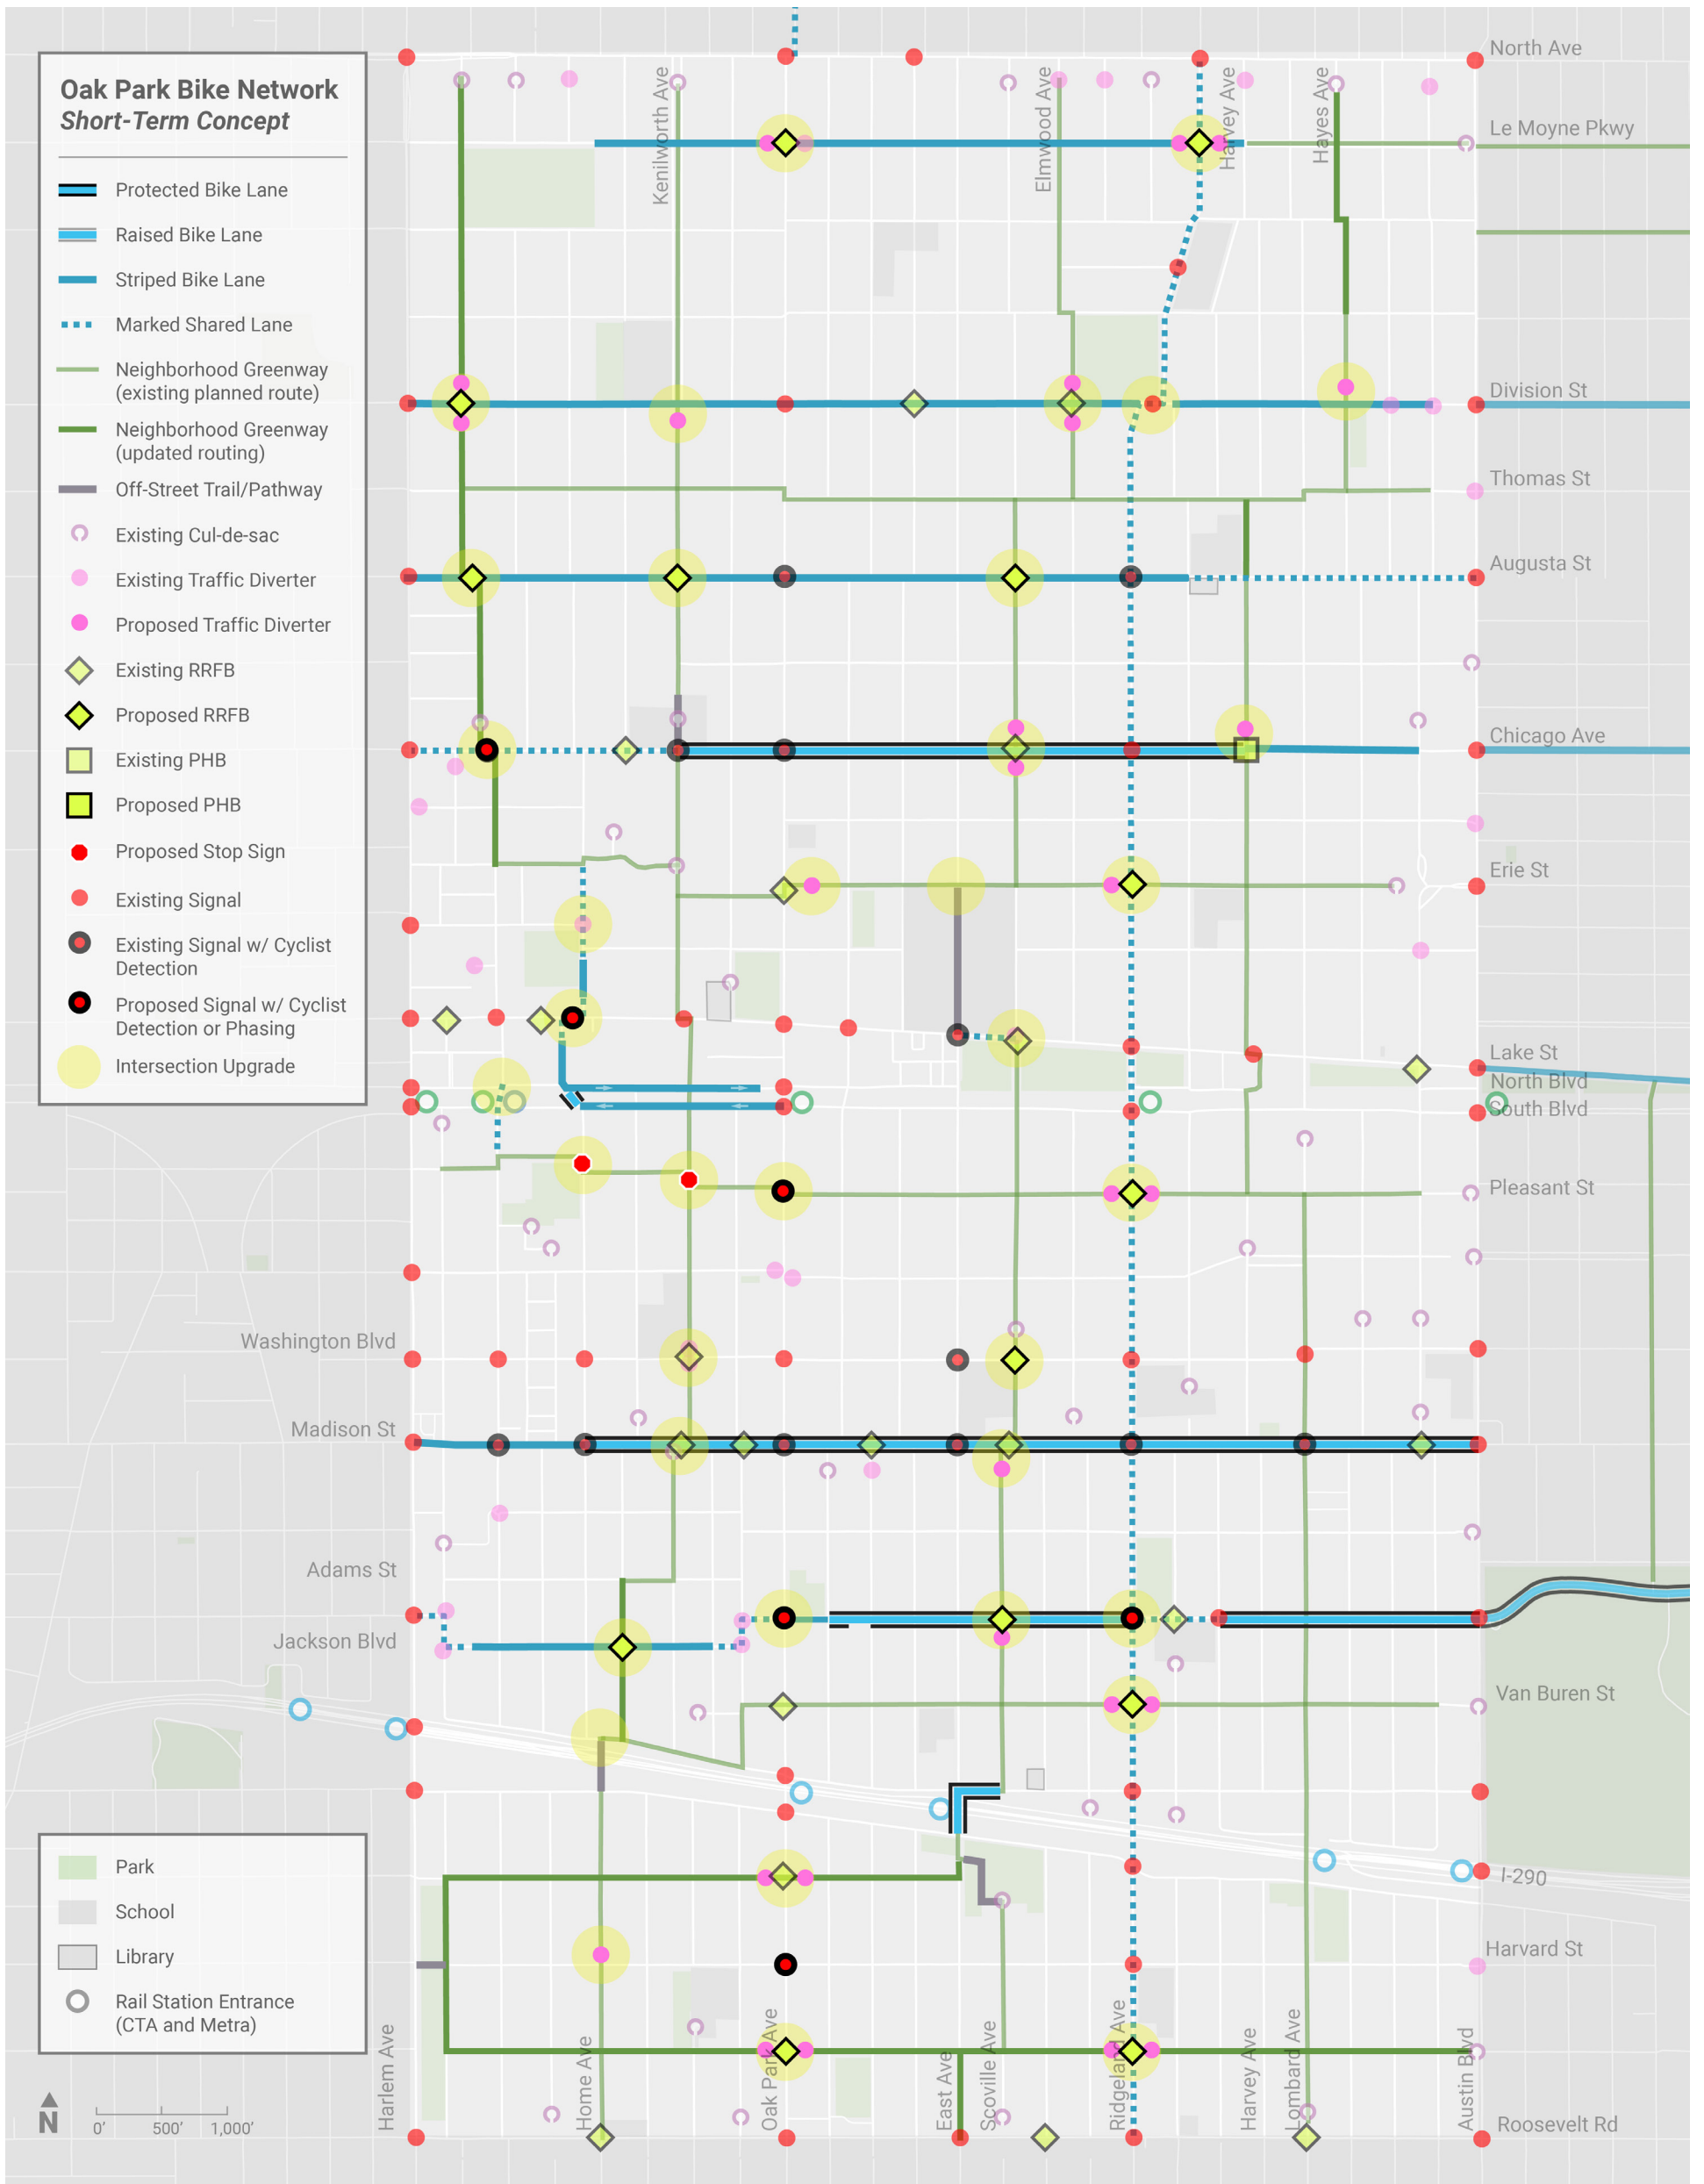 Oak Park Bike Network
Short-Term Concept
Protected Bike Lane
Raised Bike Lane
Striped Bike Lane
Marked Shared Lane
Neighborhood Greenway
(existing planned route)
Neighborhood Greenway
(updated routing)
Off-Street Trail/Pathway
Existing Cul-de-sac
Existing Traffic Diverter
Proposed Traffic Diverter
Existing RRFB
Proposed RRFB
Existing PHB
Proposed PHB
Proposed Stop Sign
Existing Signal
Existing Signal w/ Cyclist
Detection
Proposed Signal w/ Cyclist
Detection or Phasing
Intersection Upgrade
Kenilworth Ave
Elmwood Ave
Harvey Ave
Hayes Ave
North Ave
Le Moyne Pkwy
Division St
Thomas St
Augusta St
Chicago Ave
Erie St
Lake St
North Blvd
South Blvd
Pleasant St
Washington Blvd
Madison St
Adams St
Jackson Blvd
Van Buren St
I-290
Harvard St
Roosevelt Rd
Park
School
Library
Rail Station Entrance
(CTA and Metra)
N
0’
500’
1,000’
Harlem Ave
Home Ave
Oak Park Ave
East Ave
Scoville Ave
Ridgeland Ave
Harvey Ave
Lombard Ave
Austin Blvd